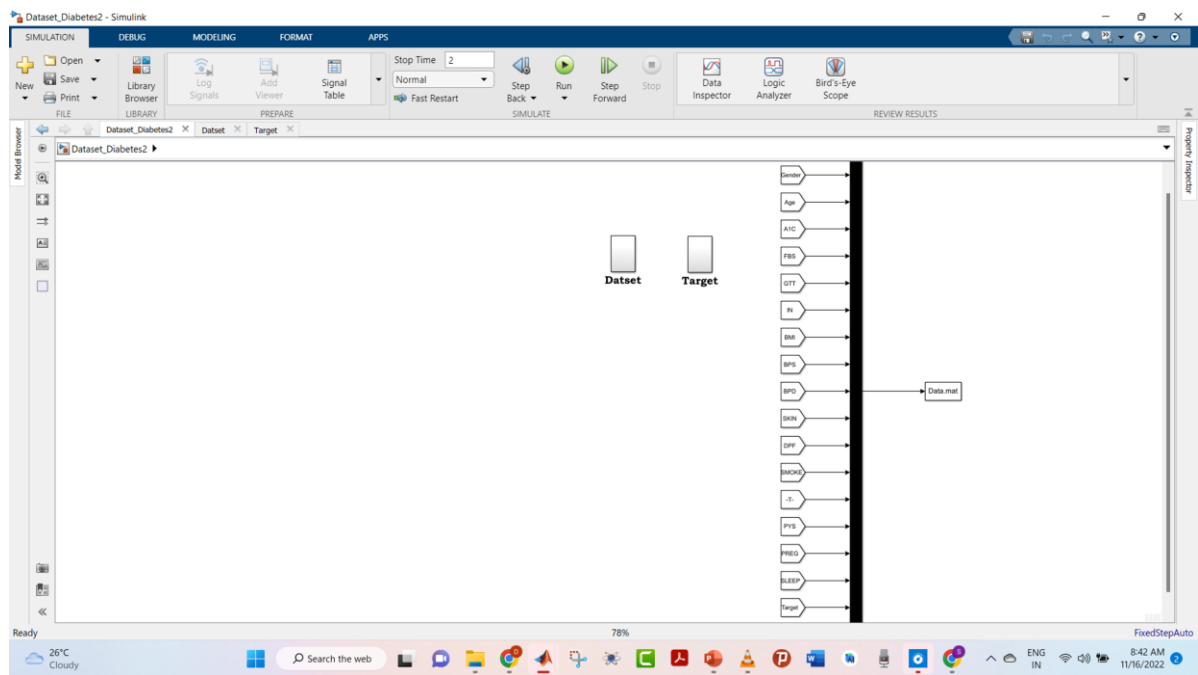 Dataset_Diabetes2 - Simulink
SIMULATION DEBUG MODELING FORMAT APPS
New
Open
Save
Print
FILE
Library Browser
LIBRARY
Log Signals
Add Viewer
Signal Table
PREPARE
Stop Time 2
Normal
Fast Restart
Step Back
Run
Step Forward
Stop
SIMULATE
Data Inspector
Logic Analyzer
Bird's-Eye Scope
REVIEW RESULTS
Model Browser
Dataset_Diabetes2 Datset Target
Dataset_Diabetes2
Property Inspector
Datset
Target
Gender
Age
A1C
FBS
GTT
IN
BMI
BPS
BPD
SKIN
DPF
SMOKE
-T-
PYS
PREG
SLEEP
Target
Data.mat
Ready 78% FixedStepAuto
26°C
Cloudy
Search the web
ENG
IN
8:42 AM
11/16/2022
2